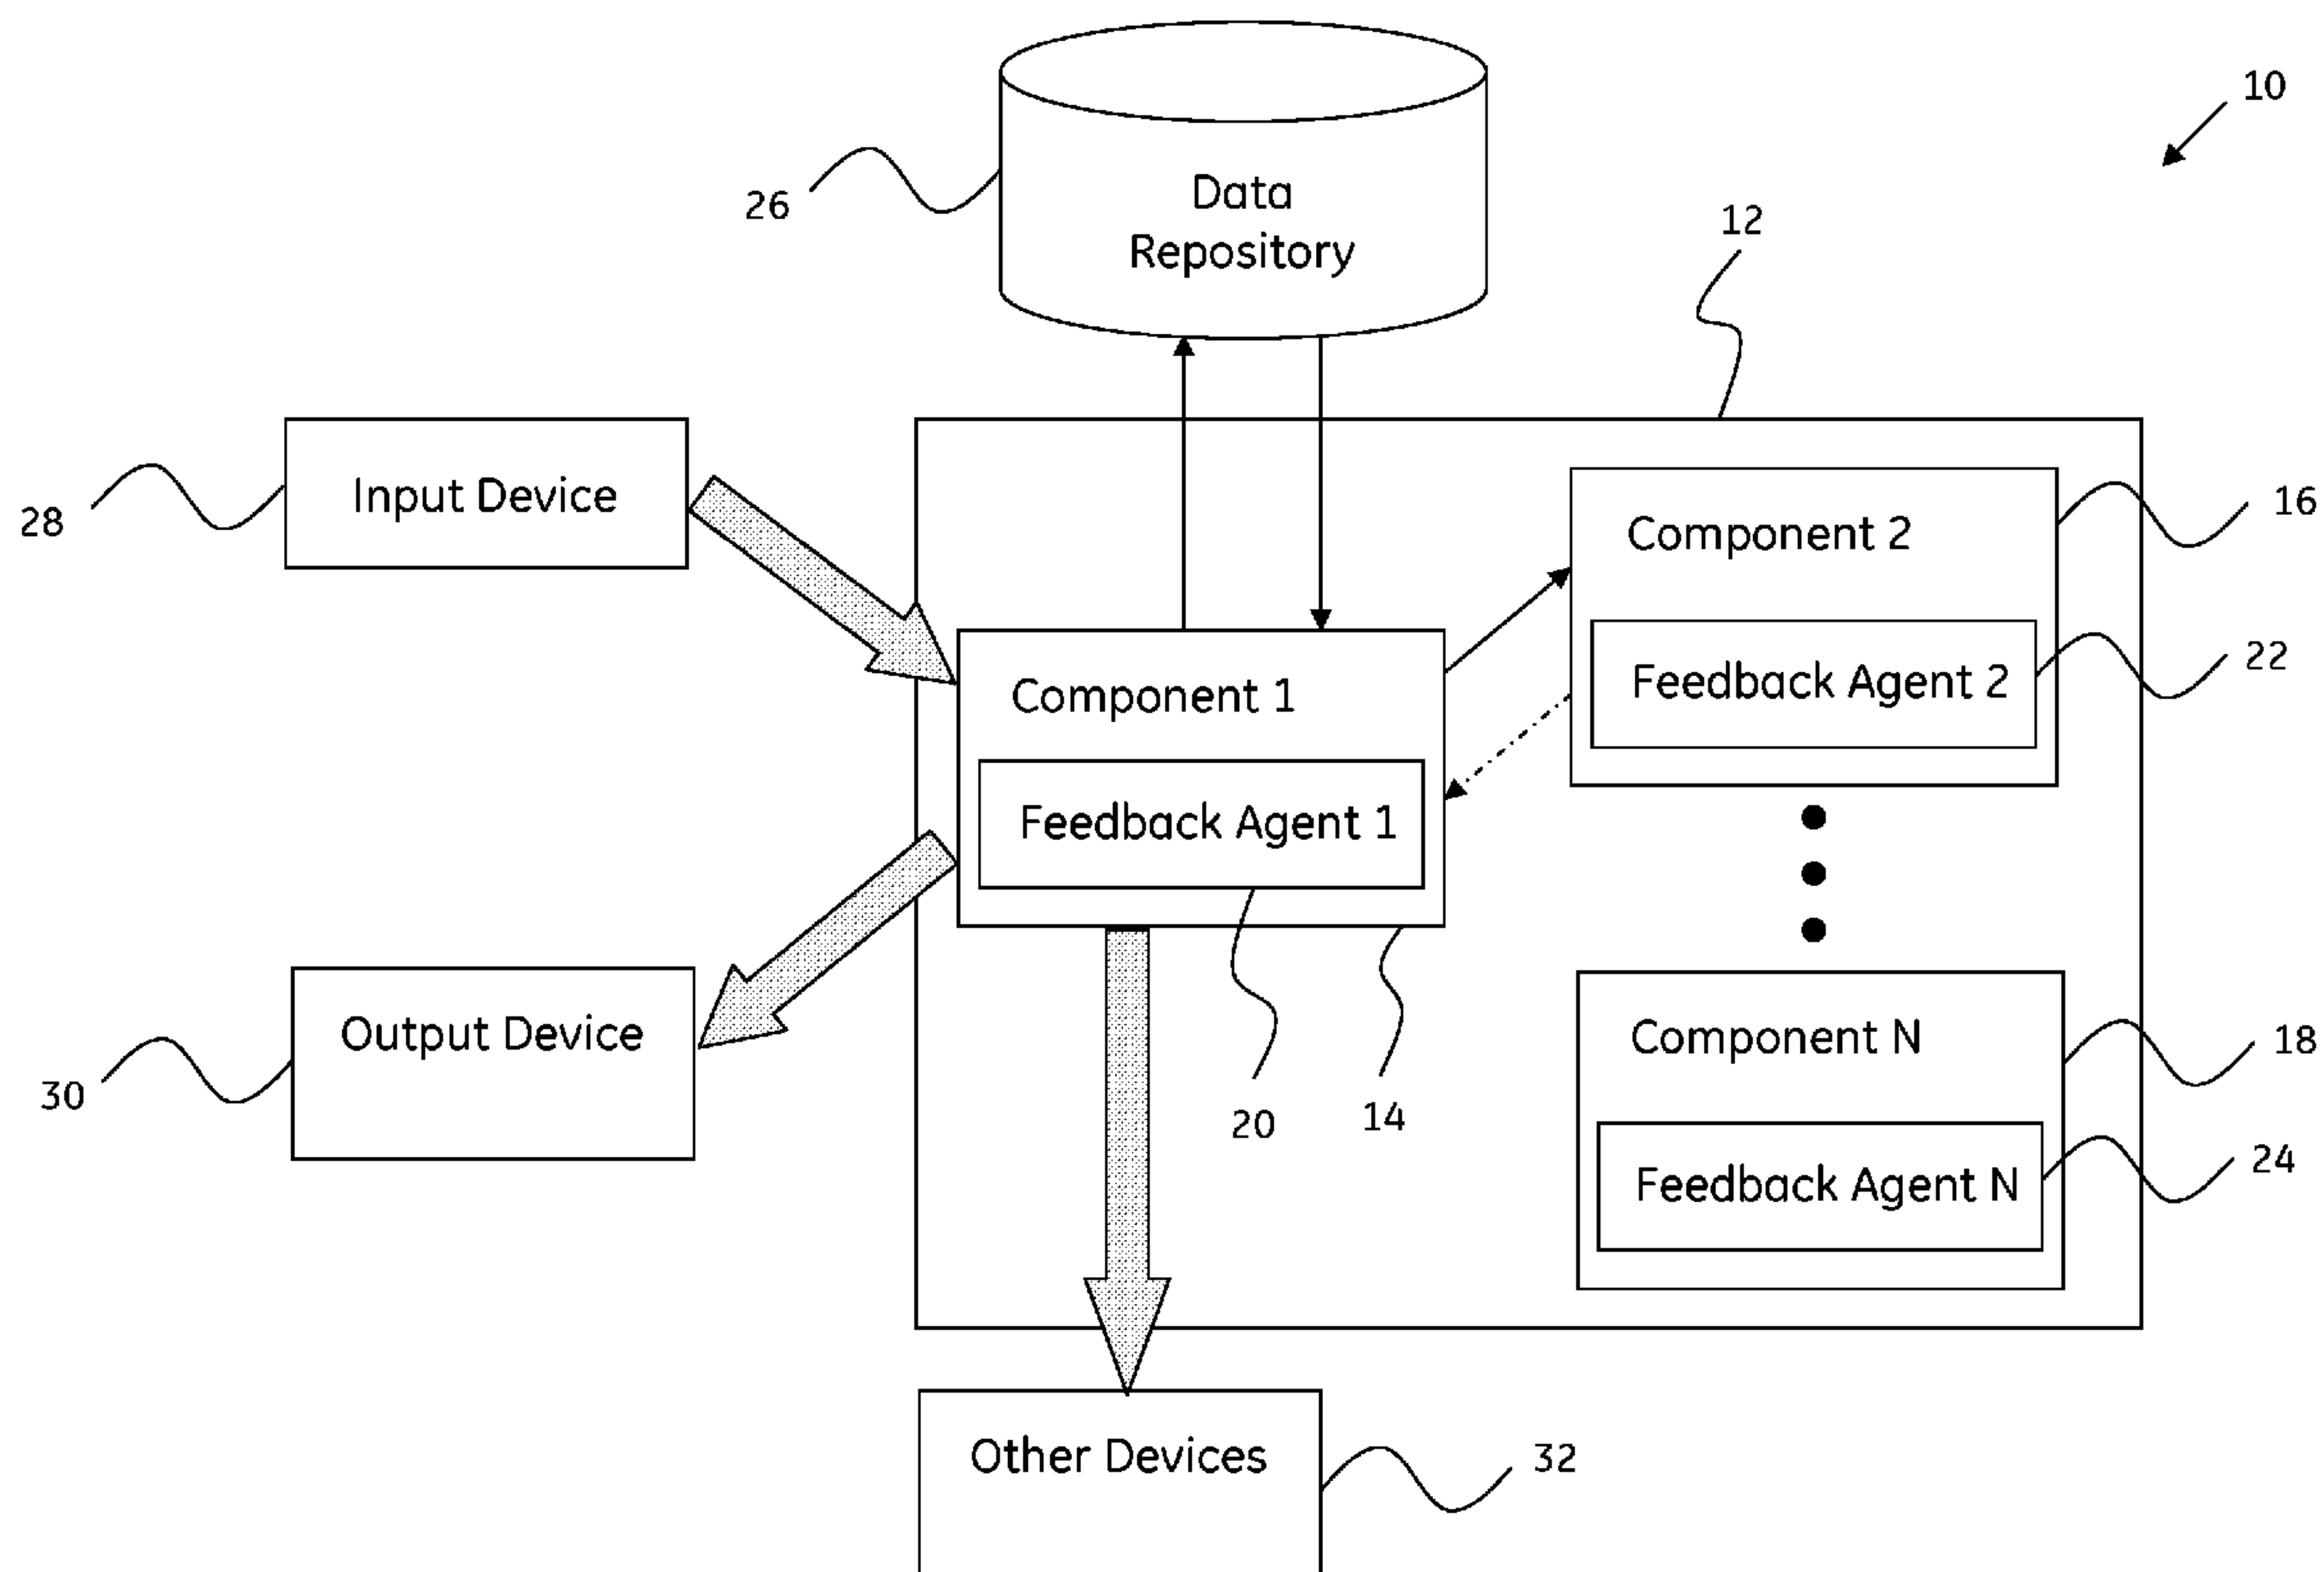 10
26
Data
Repository
12
28
Input Device
Component 2
16
Feedback Agent 2
22
Component 1
Feedback Agent 1
30
Output Device
20
14
Component N
18
Feedback Agent N
24
Other Devices
32